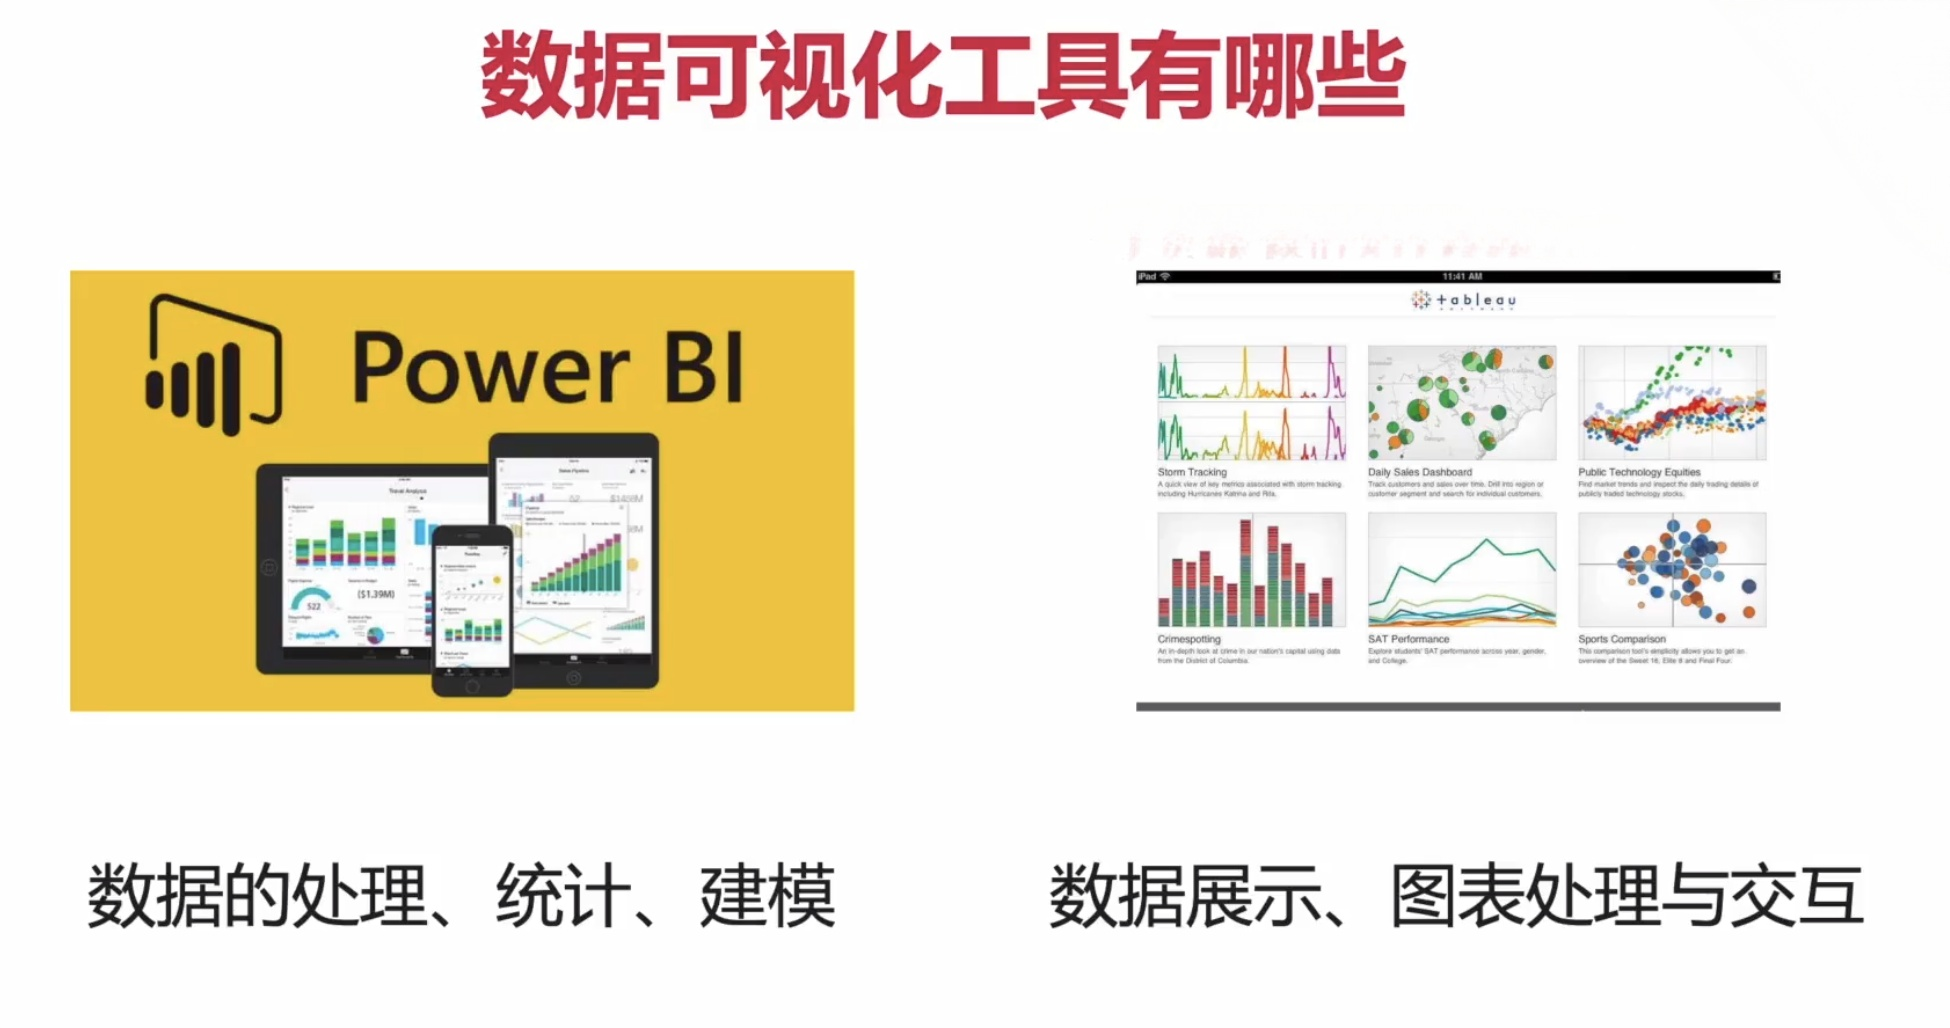 数据可视化工具有哪些
Power BI
Travel Analysis
522
($1.39M)
52
iPad
11:41 AM
tableau
Storm Tracking
A quick view of key metrics associated with storm tracking
including Hurricanes Katrina and Rita.
Daily Sales Dashboard
Track customers and sales over time. Drill into region or
customer segment and search for individual customers.
Public Technology Equities
Find market trends and inspect the daily trading details of
publicly traded technology stocks.
Crimespotting
An in-depth look at crime in our nation's capital using data
from the District of Columbia.
SAT Performance
Explore students' SAT performance across year, gender,
and College.
Sports Comparison
This comparison tool's simplicity allows you to get an
overview of the Sweet 16, Elite 8 and Final Four.
数据的处理、统计、建模
数据展示、图表处理与交互